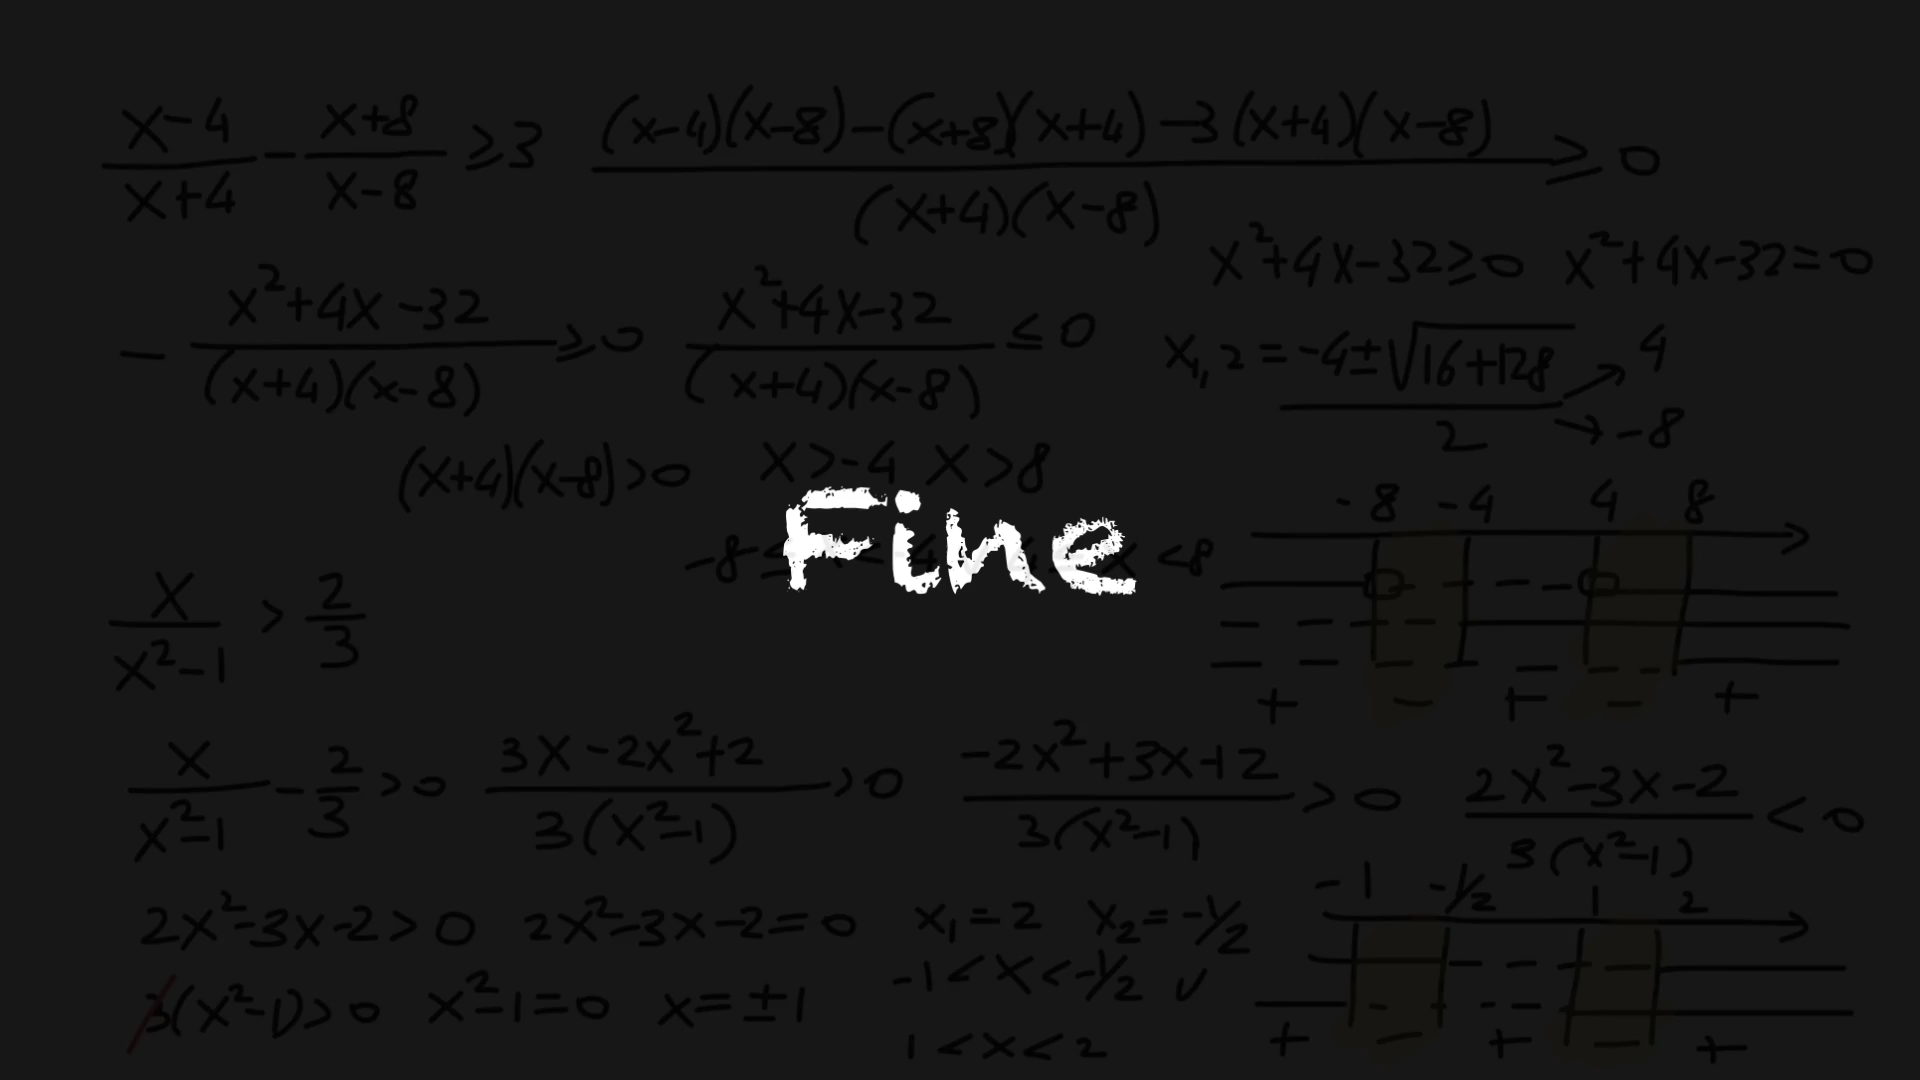 (x-4)/(x+4) - (x+8)/(x-8) ≥ 3
((x-4)(x-8) - (x+8)(x+4) - 3(x+4)(x-8))/((x+4)(x-8)) ≥ 0
- (x²+4x-32)/((x+4)(x-8)) ≥ 0
(x²+4x-32)/((x+4)(x-8)) ≤ 0
x²+4x-32≥0 x²+4x-32=0
x1,2 = (-4±√(16+128))/2 → 4 → -8
(x+4)(x-8)>0 x>-4 x>8
-8 -4 4 8
Fine
<8
+ - + - +
x/(x²-1) > 2/3
x/(x²-1) - 2/3 > 0
(3x-2x²+2)/(3(x²-1)) > 0
(-2x²+3x+2)/(3(x²-1)) > 0
(2x²-3x-2)/(3(x²-1)) < 0
2x²-3x-2>0 2x²-3x-2=0 x₁=2 x₂=-1/2
3(x²-1)>0 x²-1=0 x=±1
-1<x<-1/2 ∨
1<x<2
-1 -1/2 1 2
+ - + - +